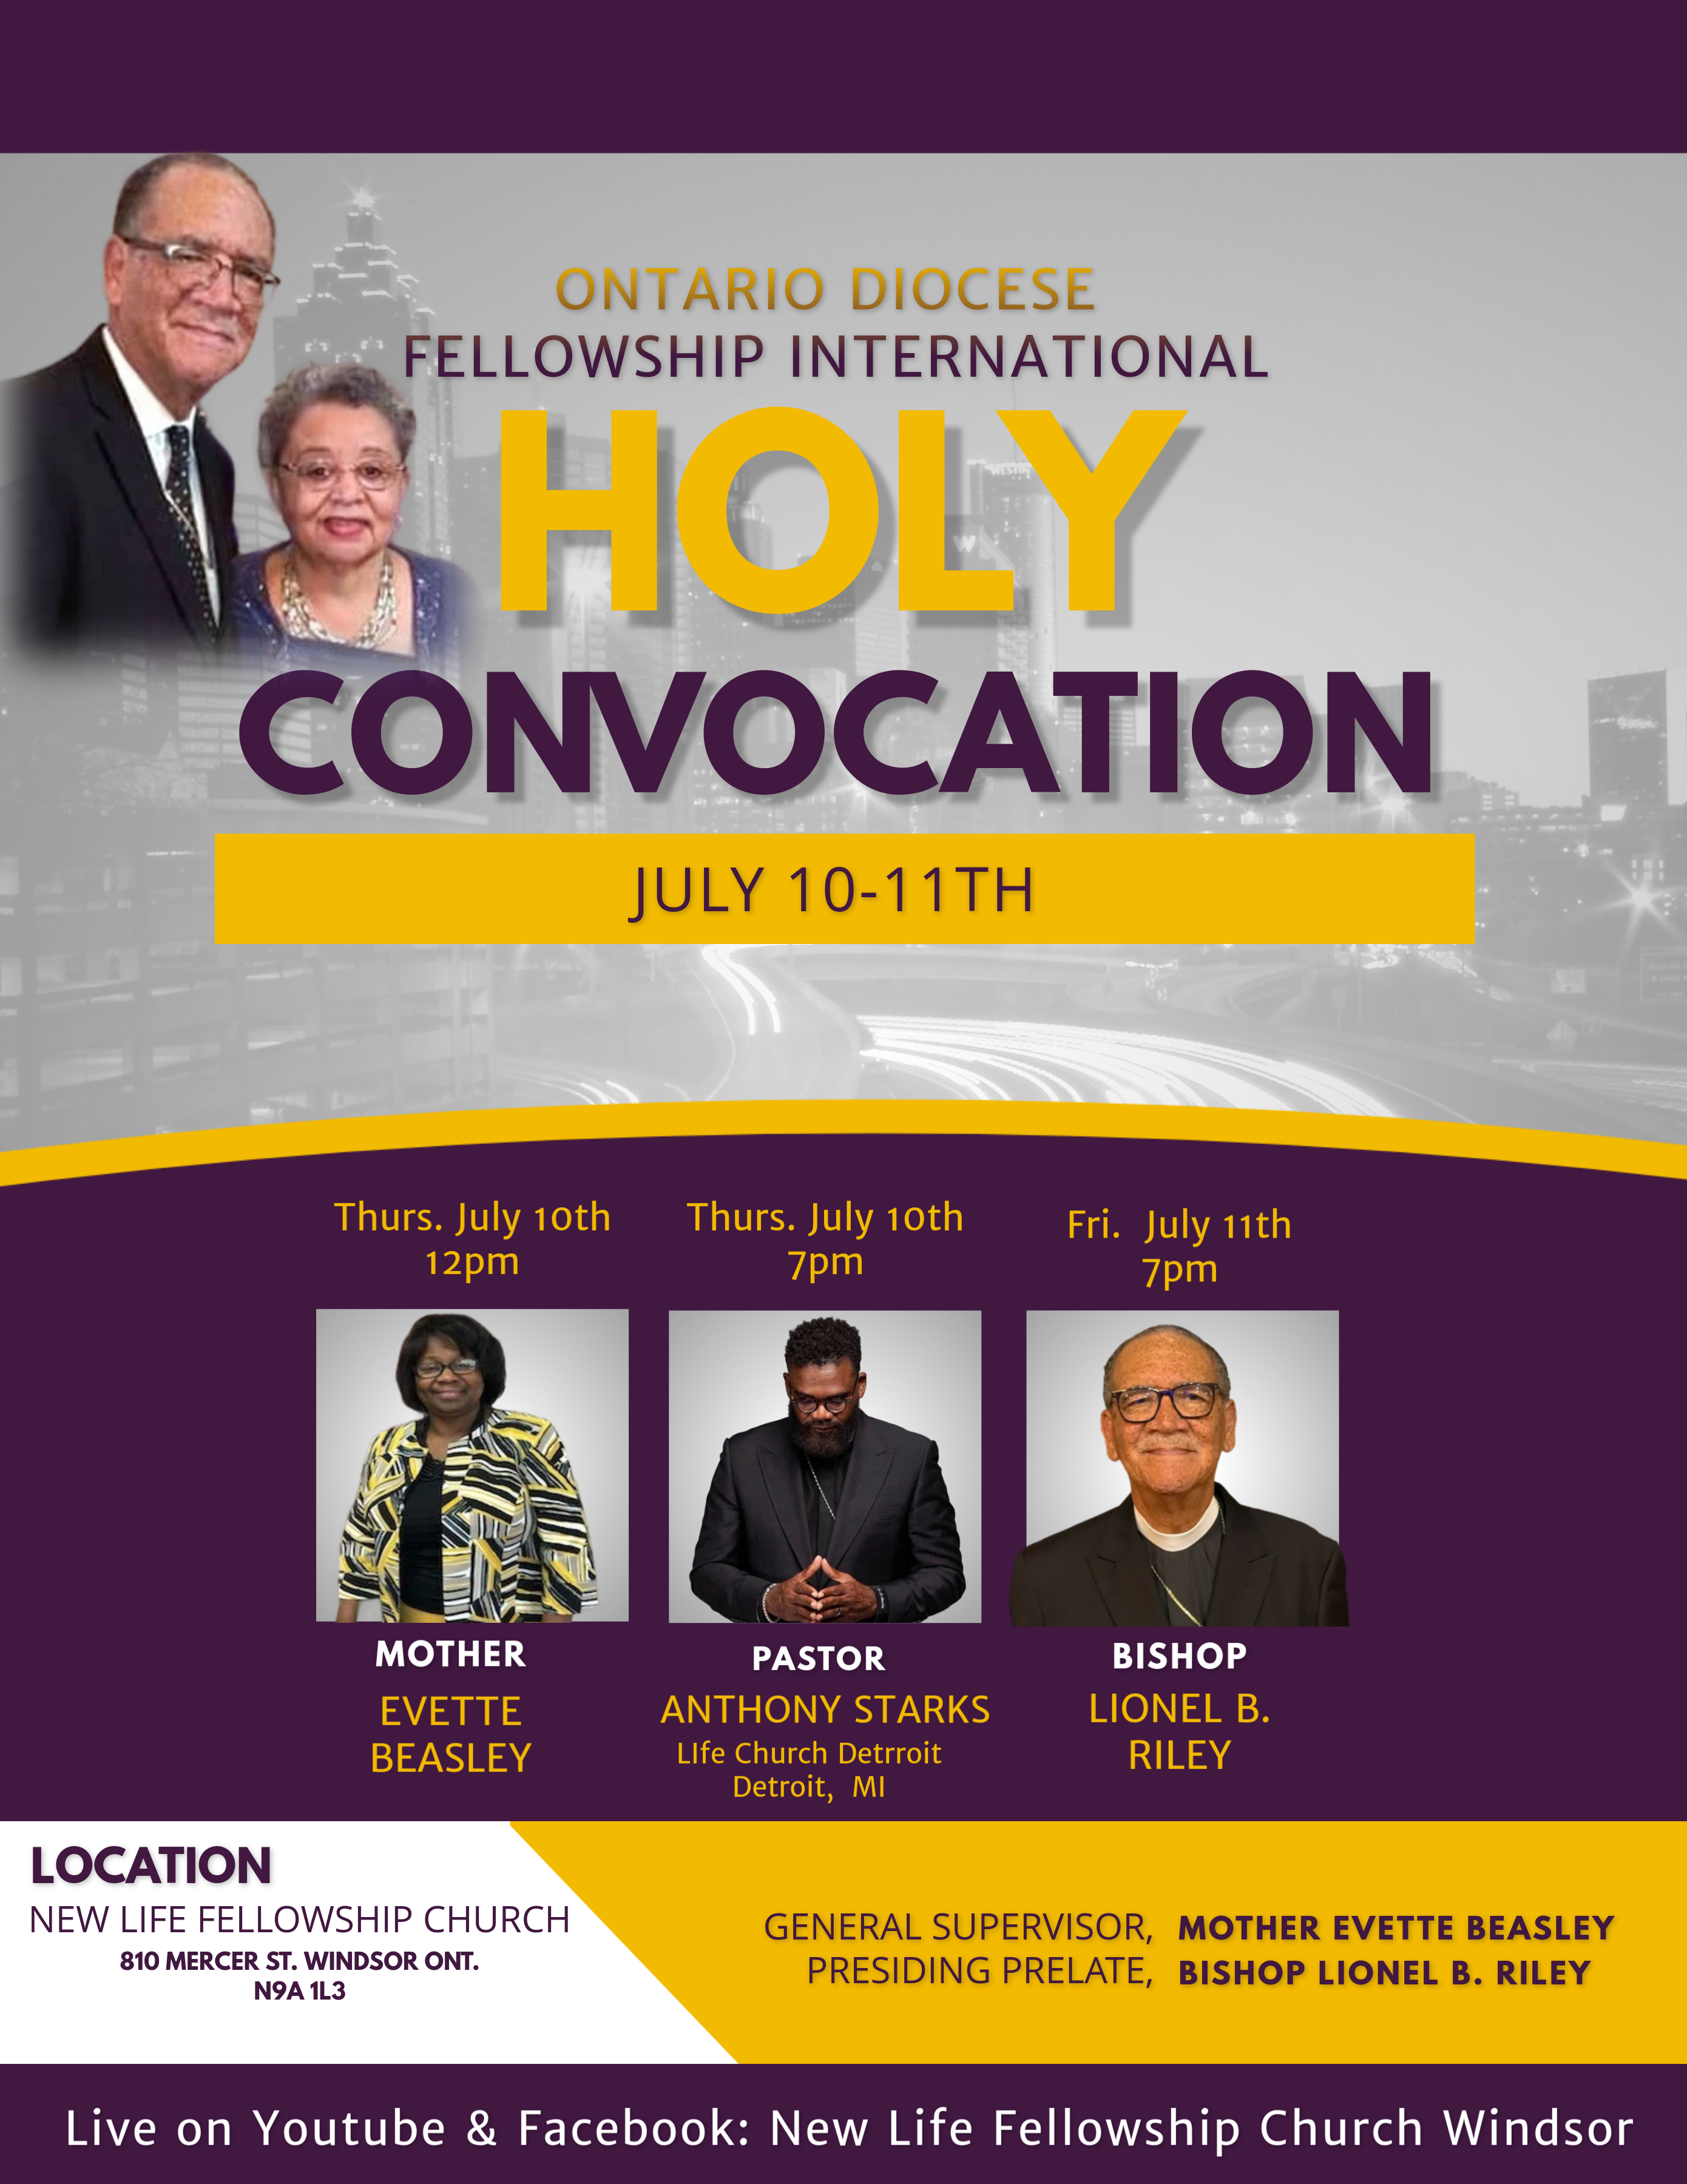 ONTARIO DIOCESE
FELLOWSHIP INTERNATIONAL
HOLY
CONVOCATION
JULY 10-11TH
Thurs. July 10th
12pm
Thurs. July 10th
7pm
Fri. July 11th
7pm
MOTHER
EVETTE
BEASLEY
PASTOR
ANTHONY STARKS
LIfe Church Detrroit
Detroit, MI
BISHOP
LIONEL B.
RILEY
LOCATION
NEW LIFE FELLOWSHIP CHURCH
810 MERCER ST. WINDSOR ONT.
N9A 1L3
GENERAL SUPERVISOR, MOTHER EVETTE BEASLEY
PRESIDING PRELATE, BISHOP LIONEL B. RILEY
Live on Youtube & Facebook: New Life Fellowship Church Windsor